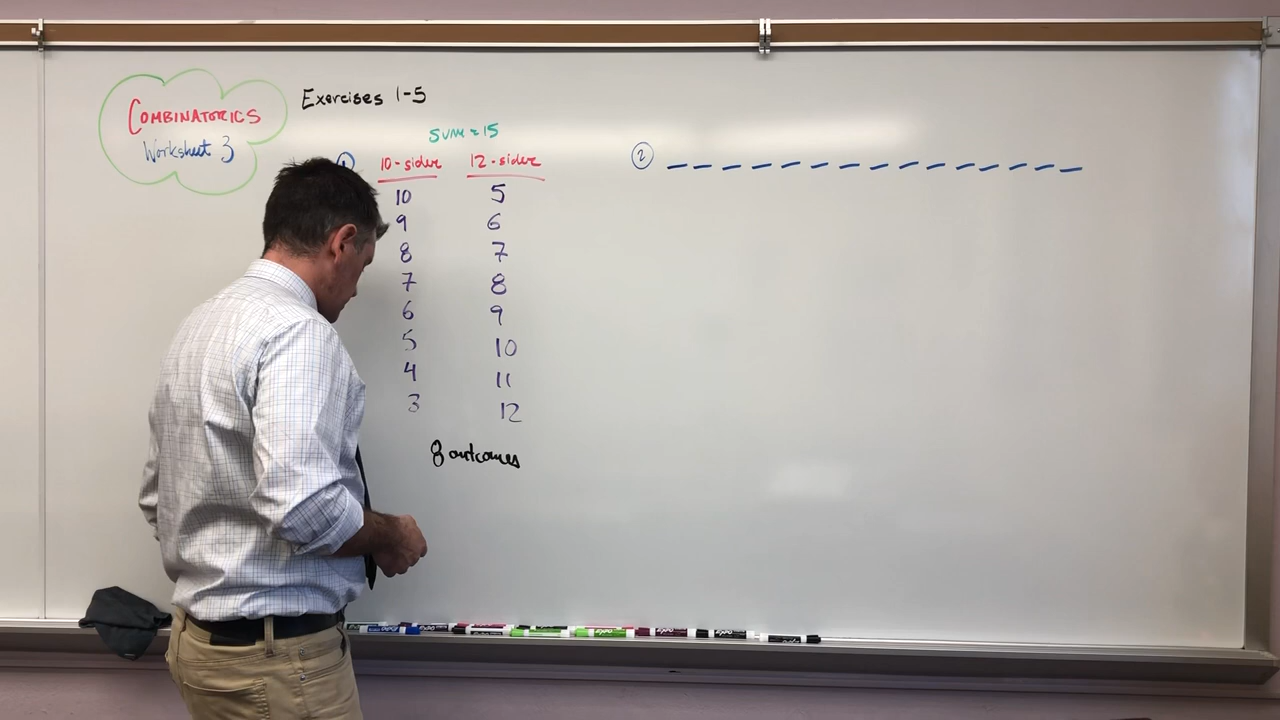 COMBINATORICS
Worksheet 3
Exercises 1-5
SUM = 15
1
10-sider 12-sider
10 5
9 6
8 7
7 8
6 9
5 10
4 11
3 12
8 outcomes
2